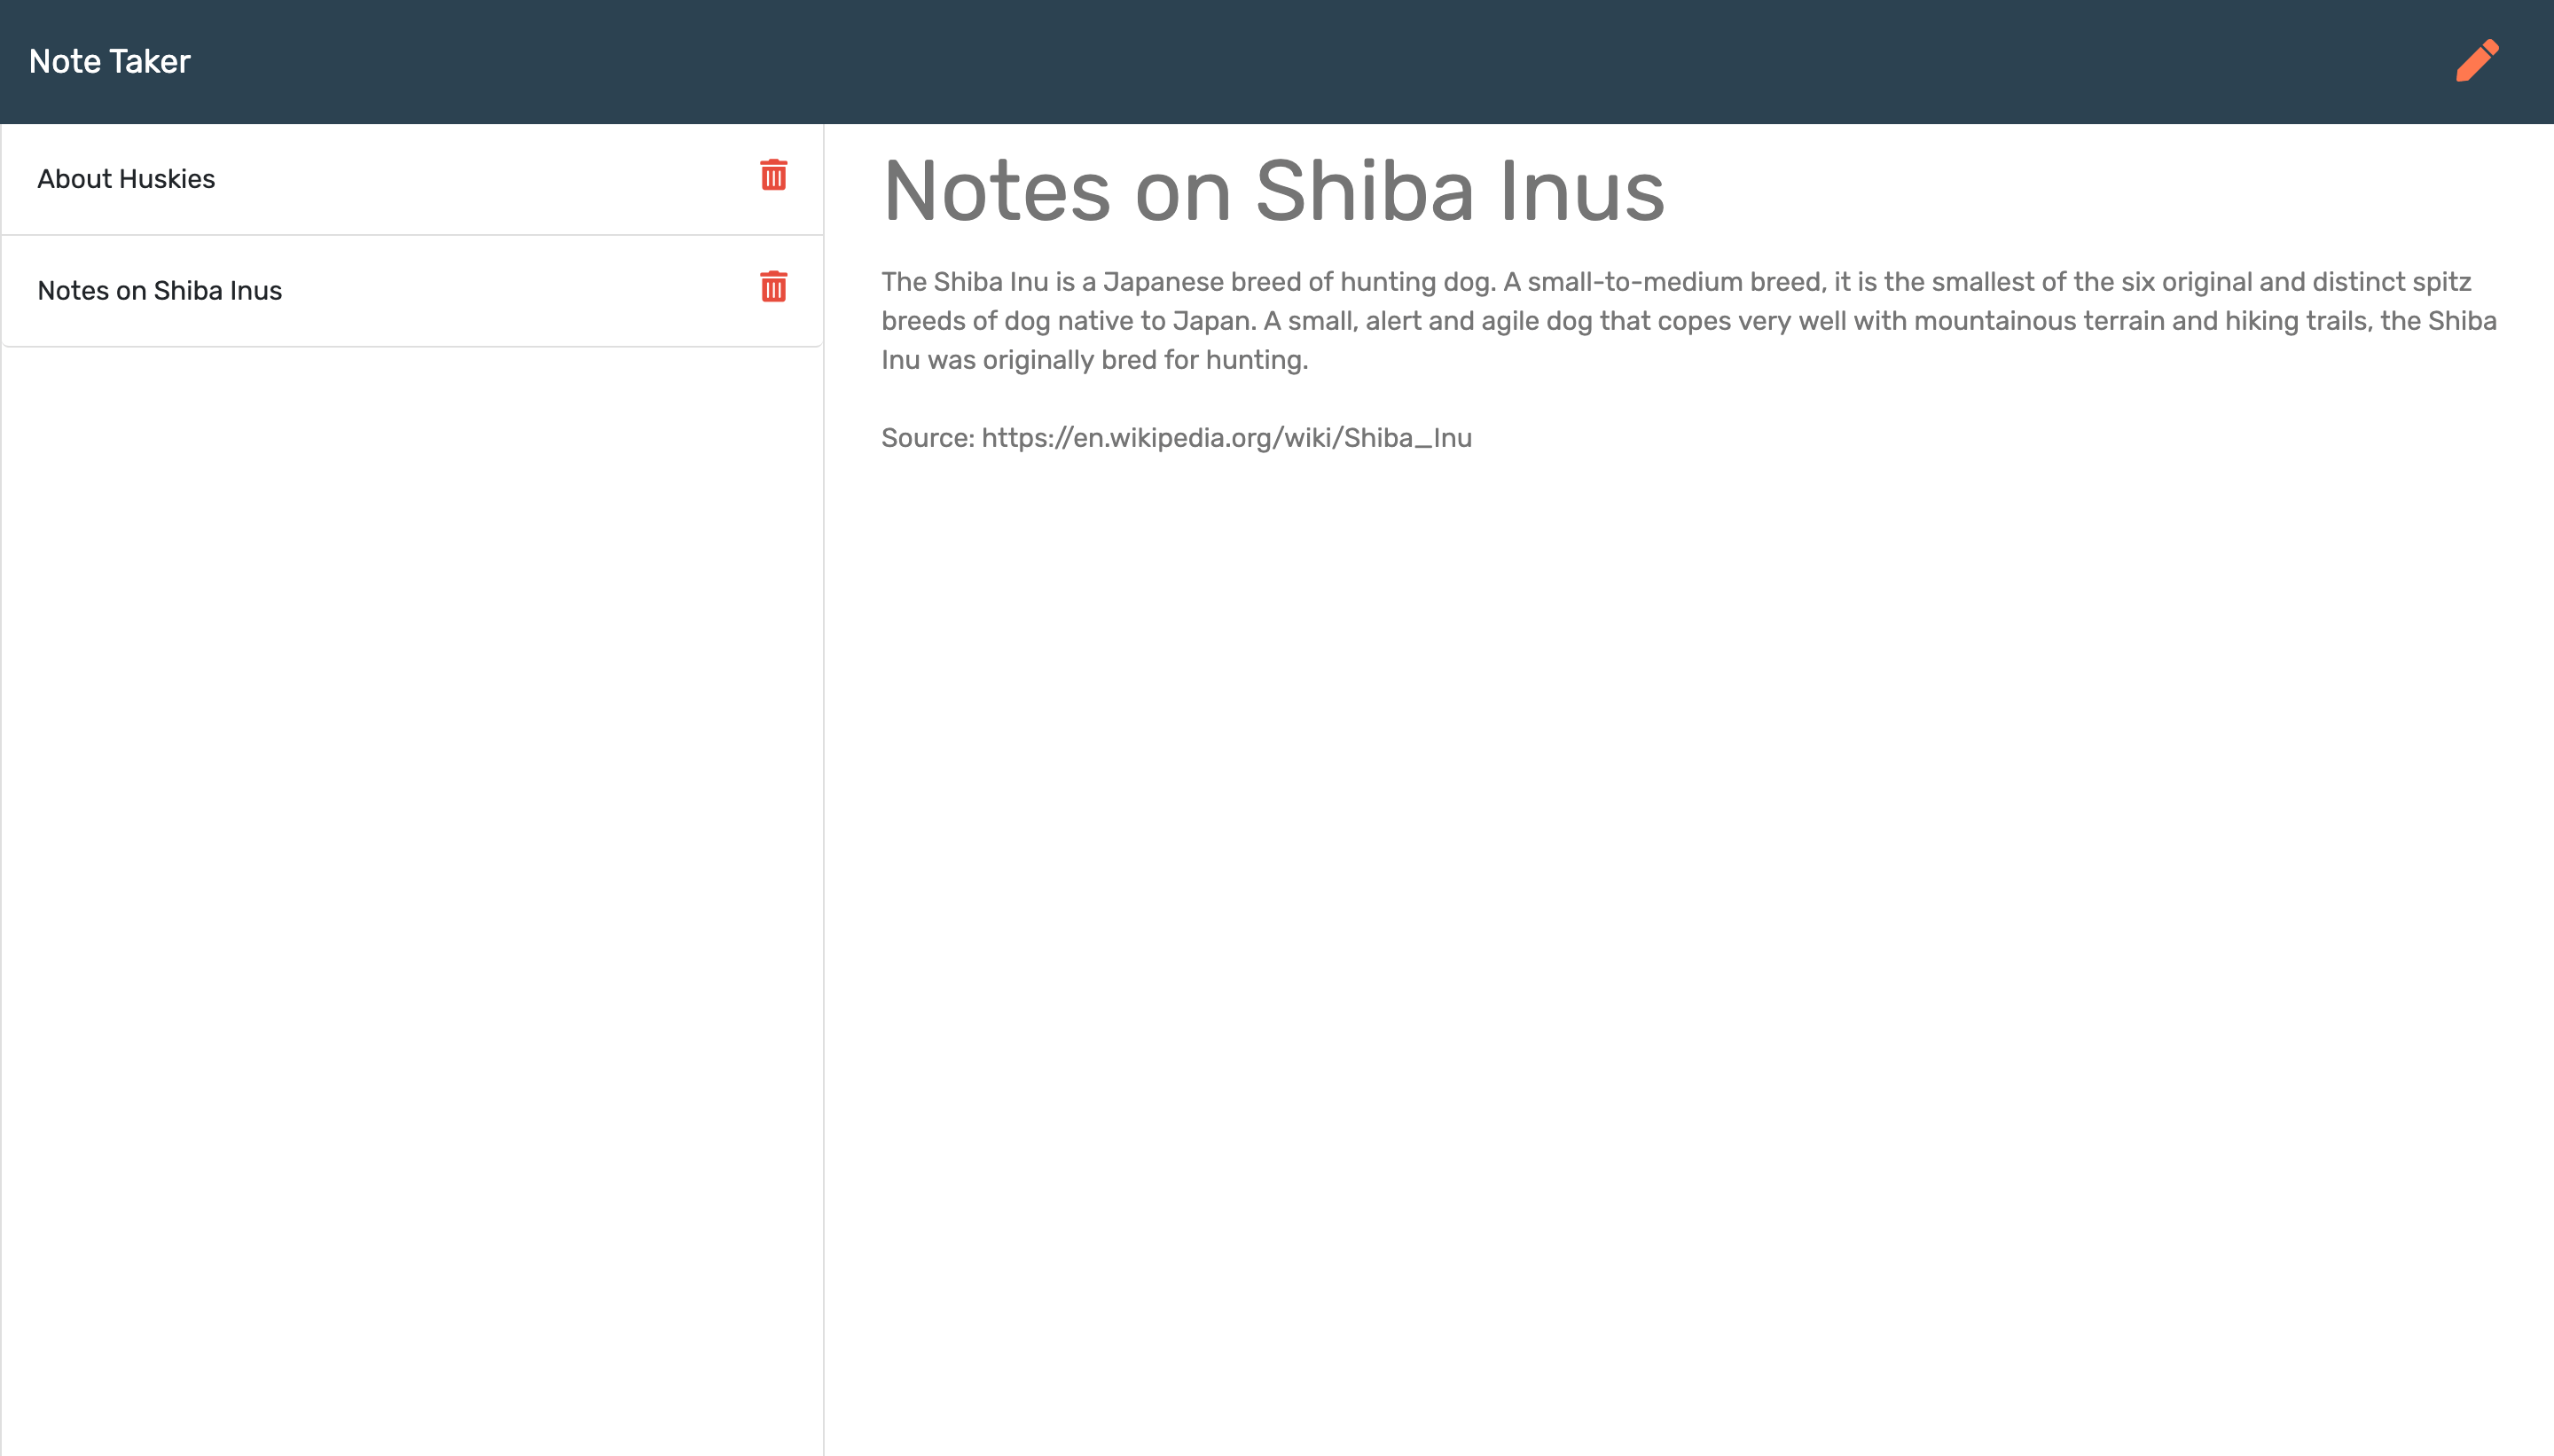 Note Taker
About Huskies
Notes on Shiba Inus
Notes on Shiba Inus
The Shiba Inu is a Japanese breed of hunting dog. A small-to-medium breed, it is the smallest of the six original and distinct spitz
breeds of dog native to Japan. A small, alert and agile dog that copes very well with mountainous terrain and hiking trails, the Shiba
Inu was originally bred for hunting.
Source: https://en.wikipedia.org/wiki/Shiba_Inu